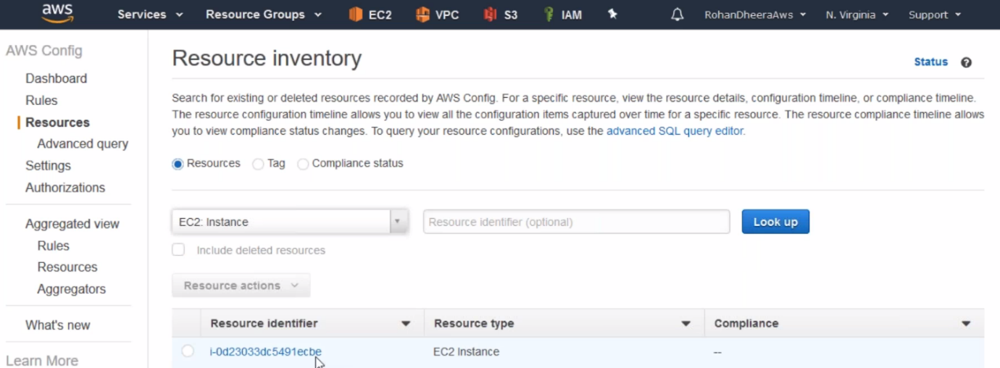 aws Services Resource Groups EC2 VPC S3 IAM RohanDheeraAws N. Virginia Support
AWS Config
Dashboard
Rules
Resources
Advanced query
Settings
Authorizations
Aggregated view
Rules
Resources
Aggregators
What's new
Learn More
Resource inventory
Status
Search for existing or deleted resources recorded by AWS Config. For a specific resource, view the resource details, configuration timeline, or compliance timeline.
The resource configuration timeline allows you to view all the configuration items captured over time for a specific resource. The resource compliance timeline allows
you to view compliance status changes. To query your resource configurations, use the advanced SQL query editor.
Resources Tag Compliance status
EC2: Instance Resource identifier (optional) Look up
Include deleted resources
Resource actions
Resource identifier Resource type Compliance
i-0d23033dc5491ecbe EC2 Instance --